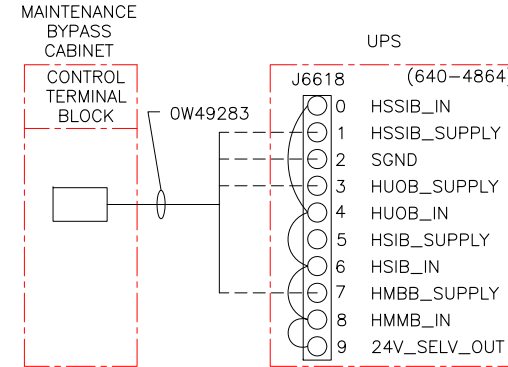 MAINTENANCE
BYPASS
CABINET
UPS
CONTROL
TERMINAL
BLOCK
J6618
(640-4864)
0W49283
0 HSSIB_IN
1 HSSIB_SUPPLY
2 SGND
3 HUOB_SUPPLY
4 HUOB_IN
5 HSIB_SUPPLY
6 HSIB_IN
7 HMBB_SUPPLY
8 HMMB_IN
9 24V_SELV_OUT